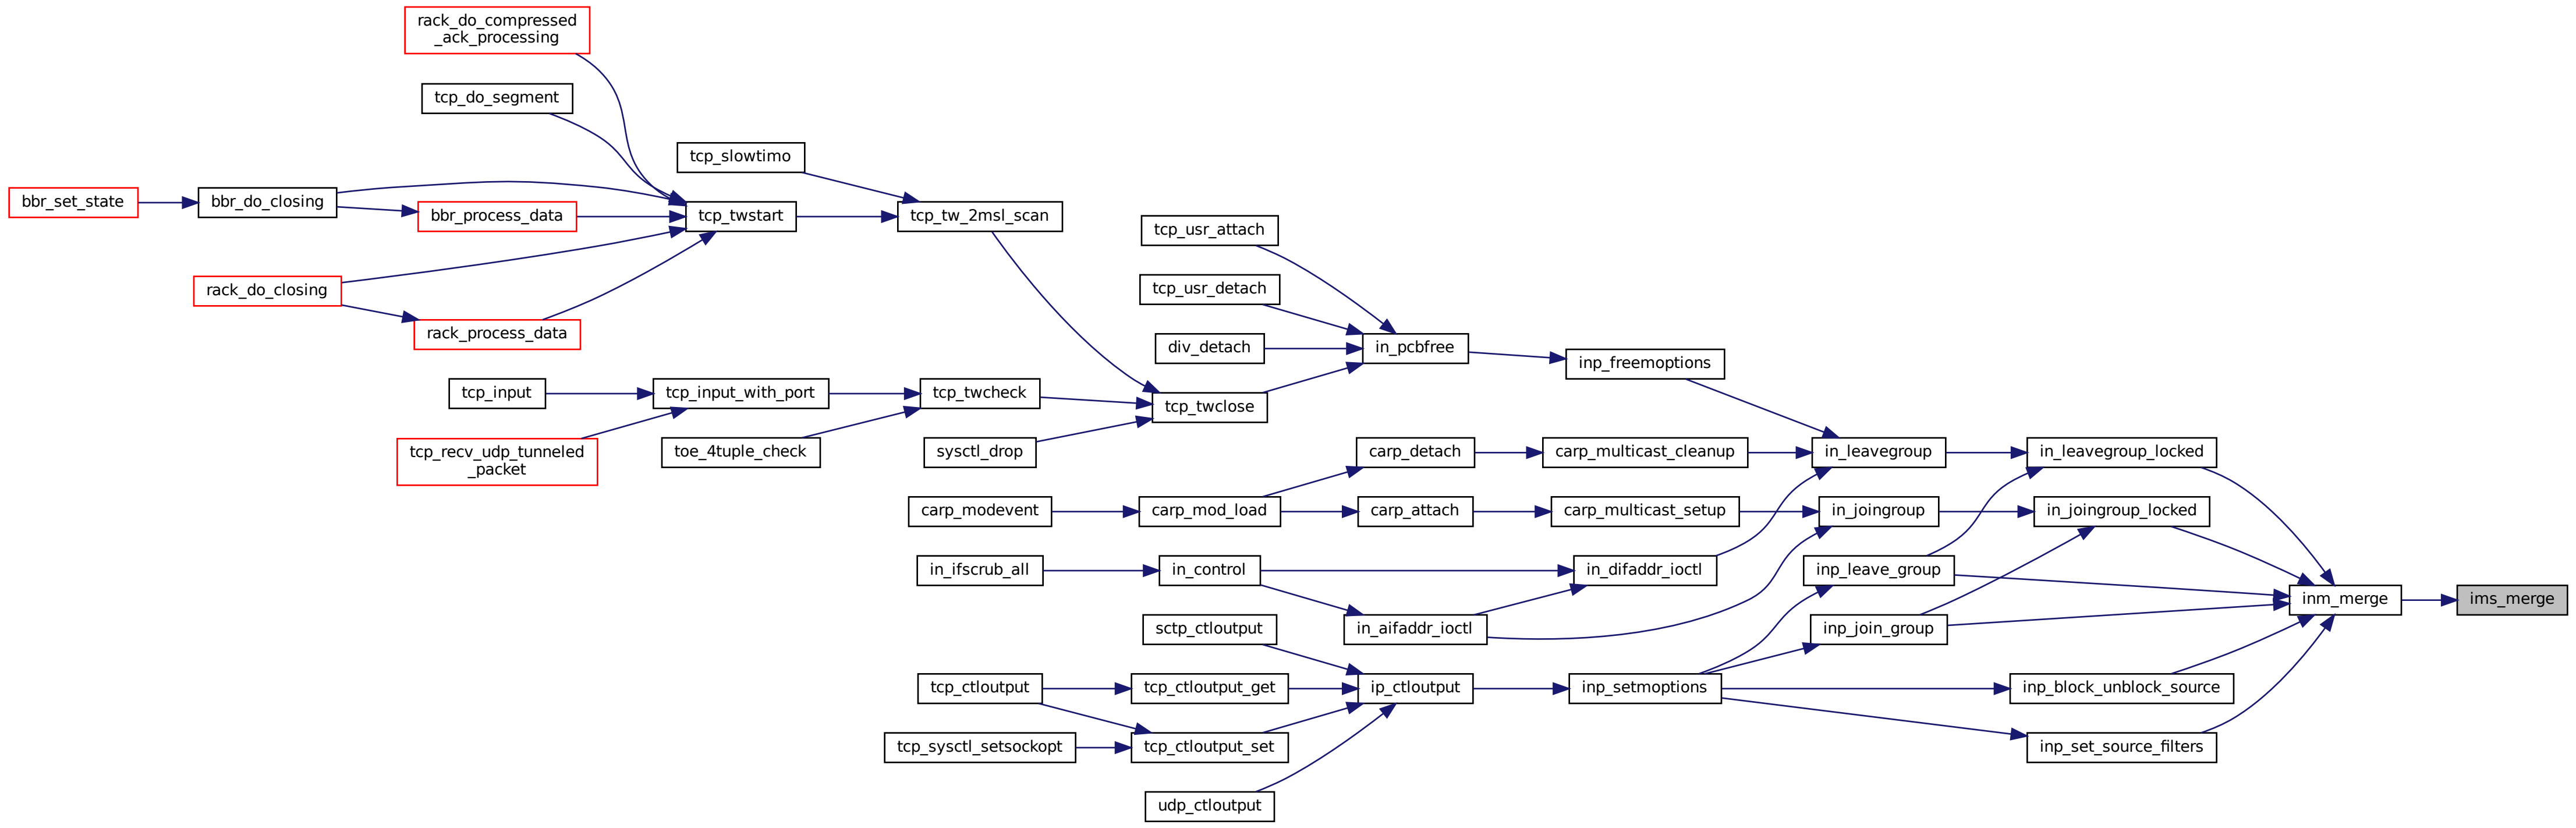 rack_do_compressed
_ack_processing
tcp_do_segment
tcp_slowtimo
bbr_set_state
bbr_do_closing
bbr_process_data
tcp_twstart
tcp_tw_2msl_scan
tcp_usr_attach
rack_do_closing
tcp_usr_detach
rack_process_data
div_detach
in_pcbfree
inp_freemoptions
tcp_input
tcp_input_with_port
tcp_twcheck
tcp_twclose
tcp_recv_udp_tunneled
_packet
toe_4tuple_check
sysctl_drop
carp_detach
carp_multicast_cleanup
in_leavegroup
in_leavegroup_locked
carp_modevent
carp_mod_load
carp_attach
carp_multicast_setup
in_joingroup
in_joingroup_locked
in_ifscrub_all
in_control
in_difaddr_ioctl
inp_leave_group
inm_merge
ims_merge
sctp_ctloutput
in_aifaddr_ioctl
inp_join_group
tcp_ctloutput
tcp_ctloutput_get
ip_ctloutput
inp_setmoptions
inp_block_unblock_source
tcp_sysctl_setsockopt
tcp_ctloutput_set
inp_set_source_filters
udp_ctloutput